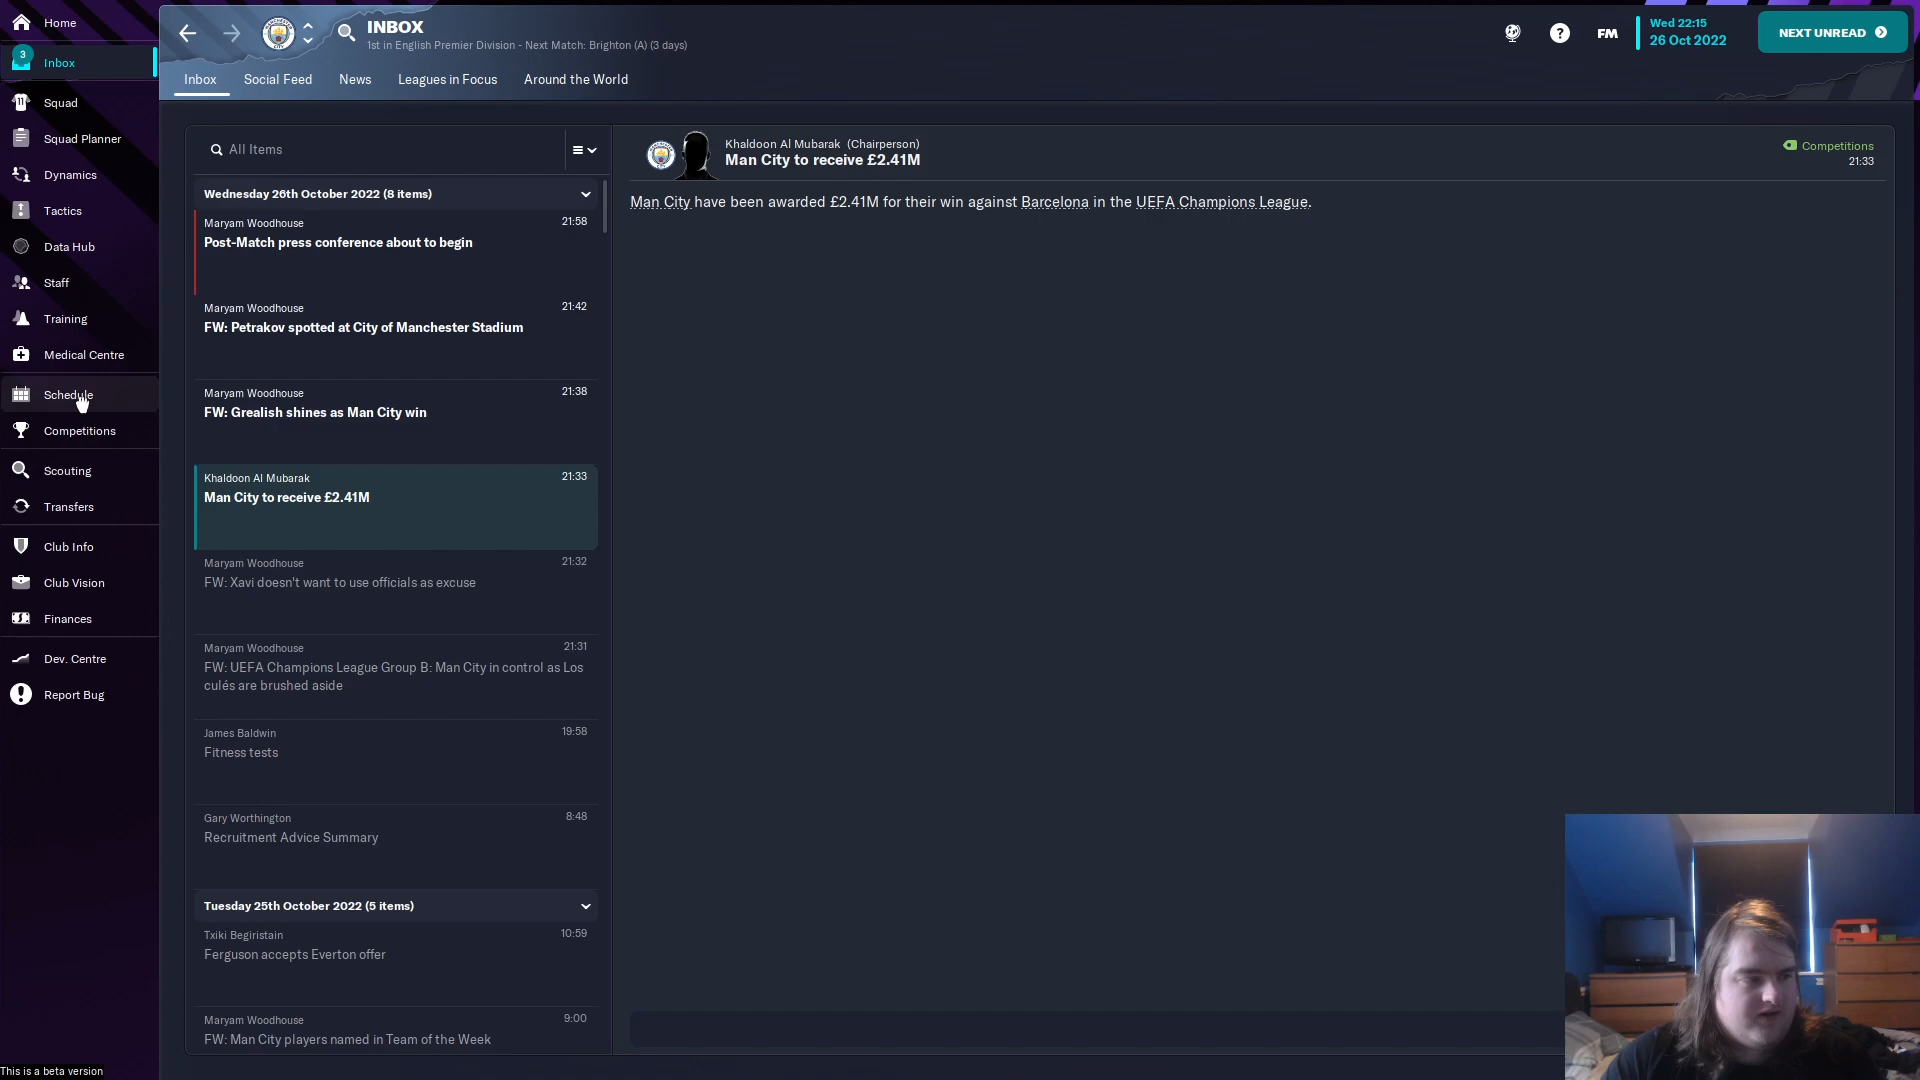 Home
3
Inbox
Squad
Squad Planner
Dynamics
Tactics
Data Hub
Staff
Training
Medical Centre
Schedule
Competitions
Scouting
Transfers
Club Info
Club Vision
Finances
Dev. Centre
Report Bug
This is a beta version
INBOX
1st in English Premier Division - Next Match: Brighton (A) (3 days)
FM
Wed 22:15
26 Oct 2022
NEXT UNREAD
Inbox
Social Feed
News
Leagues in Focus
Around the World
All Items
Wednesday 26th October 2022 (8 items)
Maryam Woodhouse 21:58
Post-Match press conference about to begin
Maryam Woodhouse 21:42
FW: Petrakov spotted at City of Manchester Stadium
Maryam Woodhouse 21:38
FW: Grealish shines as Man City win
Khaldoon Al Mubarak 21:33
Man City to receive £2.41M
Maryam Woodhouse 21:32
FW: Xavi doesn't want to use officials as excuse
Maryam Woodhouse 21:31
FW: UEFA Champions League Group B: Man City in control as Los
culés are brushed aside
James Baldwin 19:58
Fitness tests
Gary Worthington 8:48
Recruitment Advice Summary
Tuesday 25th October 2022 (5 items)
Txiki Begiristain 10:59
Ferguson accepts Everton offer
Maryam Woodhouse 9:00
FW: Man City players named in Team of the Week
Khaldoon Al Mubarak (Chairperson)
Man City to receive £2.41M
Competitions
21:33
Man City have been awarded £2.41M for their win against Barcelona in the UEFA Champions League.